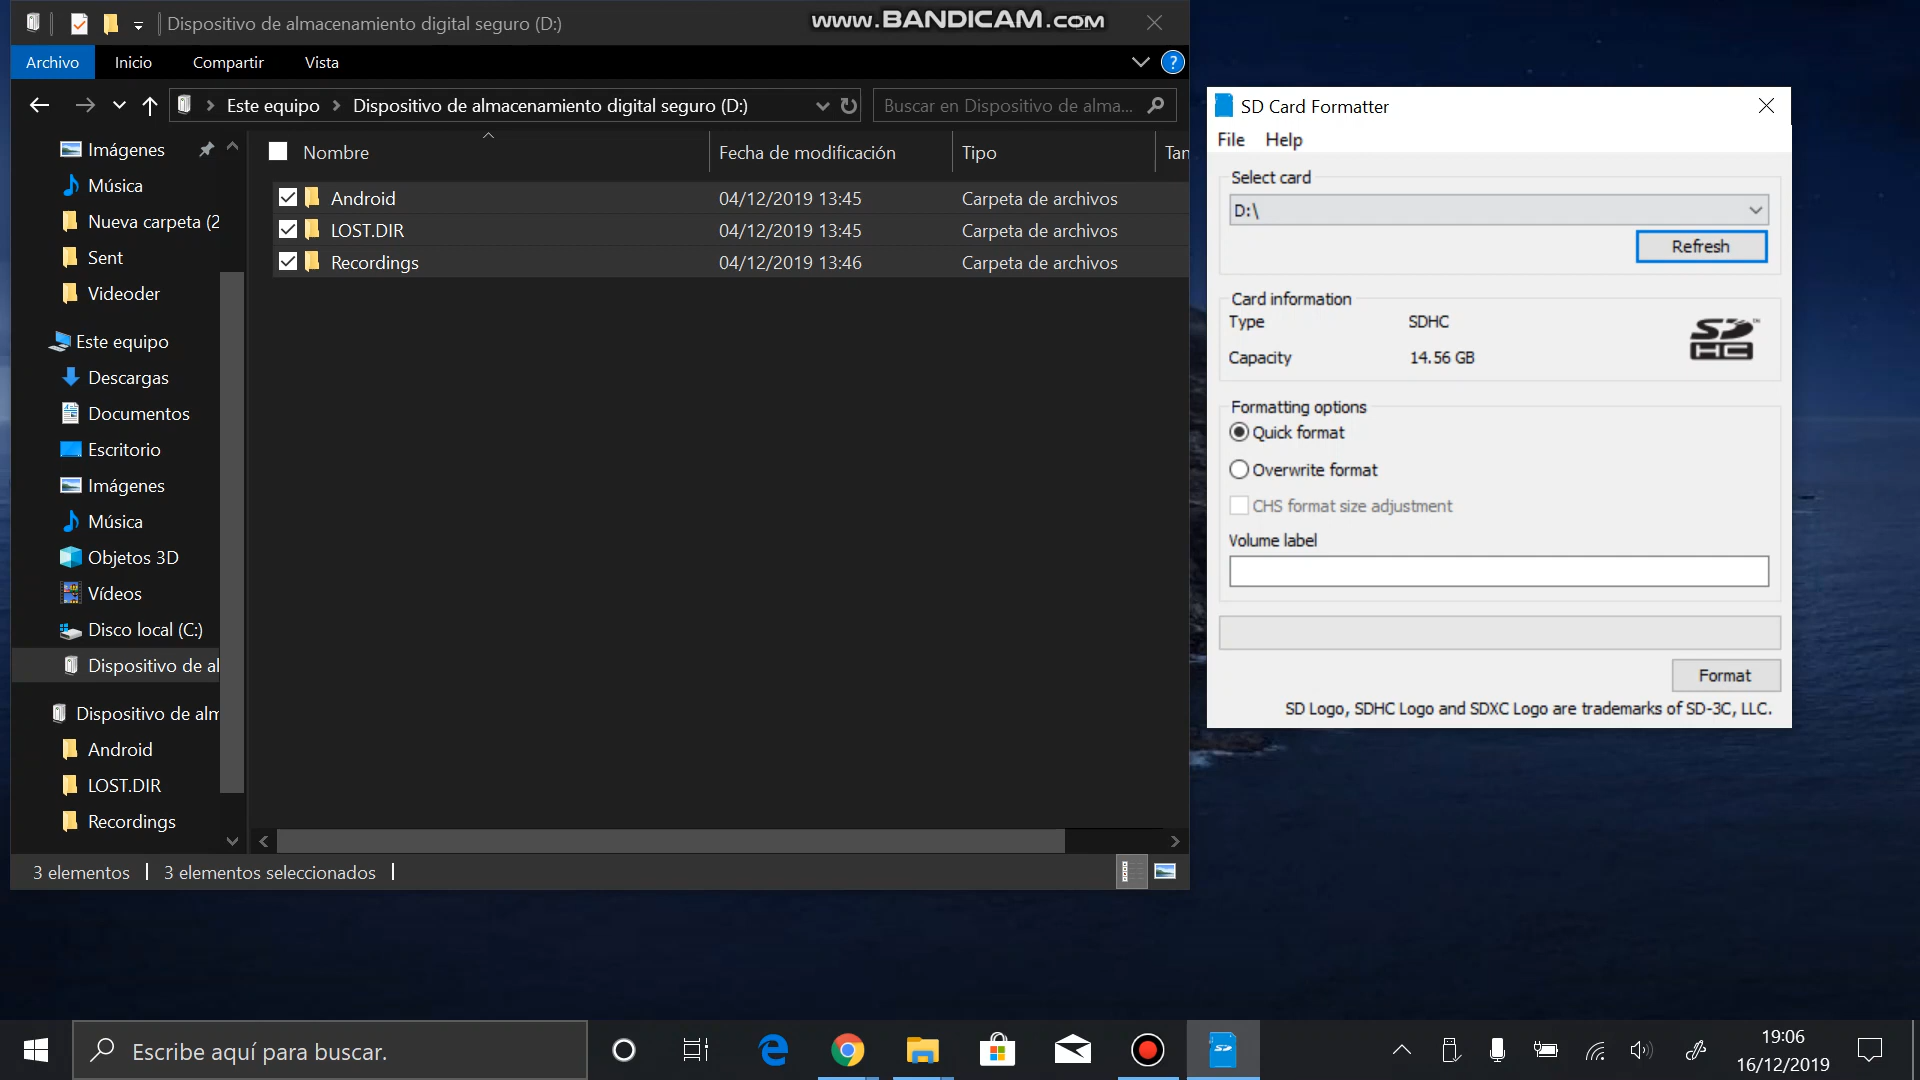 Dispositivo de almacenamiento digital seguro (D:)
www.BANDICAM.com
Archivo Inicio Compartir Vista
?
Este equipo > Dispositivo de almacenamiento digital seguro (D:)
Buscar en Dispositivo de alma...
Imágenes
Música
Nueva carpeta (2
Sent
Videoder
Este equipo
Descargas
Documentos
Escritorio
Imágenes
Música
Objetos 3D
Vídeos
Disco local (C:)
Dispositivo de al
Dispositivo de alm
Android
LOST.DIR
Recordings
Nombre Fecha de modificación Tipo Tan
Android 04/12/2019 13:45 Carpeta de archivos
LOST.DIR 04/12/2019 13:45 Carpeta de archivos
Recordings 04/12/2019 13:46 Carpeta de archivos
3 elementos 3 elementos seleccionados
SD Card Formatter
File Help
Select card
D:\
Refresh
Card information
Type SDHC
Capacity 14.56 GB
SD HC ™
Formatting options
Quick format
Overwrite format
CHS format size adjustment
Volume label
Format
SD Logo, SDHC Logo and SDXC Logo are trademarks of SD-3C, LLC.
Escribe aquí para buscar.
19:06
16/12/2019